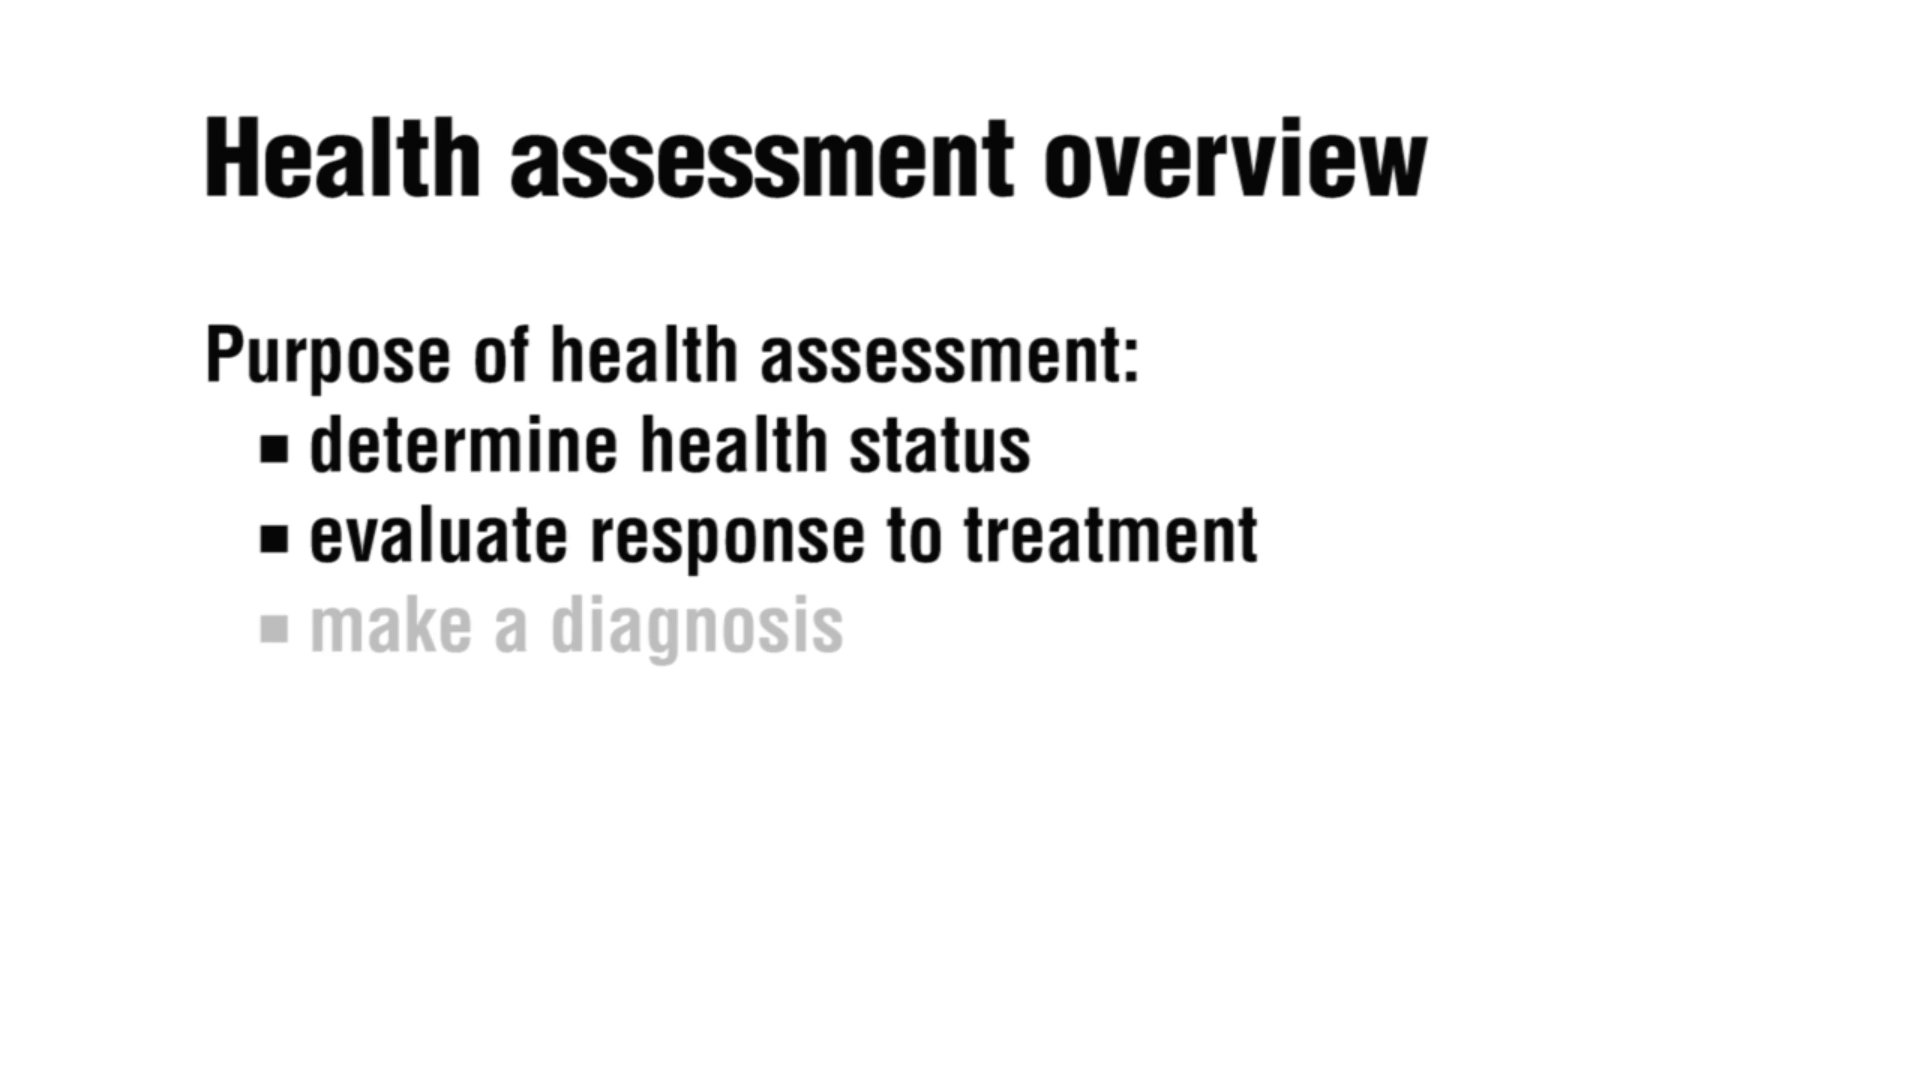 Health assessment overview
Purpose of health assessment:
▪ determine health status
▪ evaluate response to treatment
▪ make a diagnosis